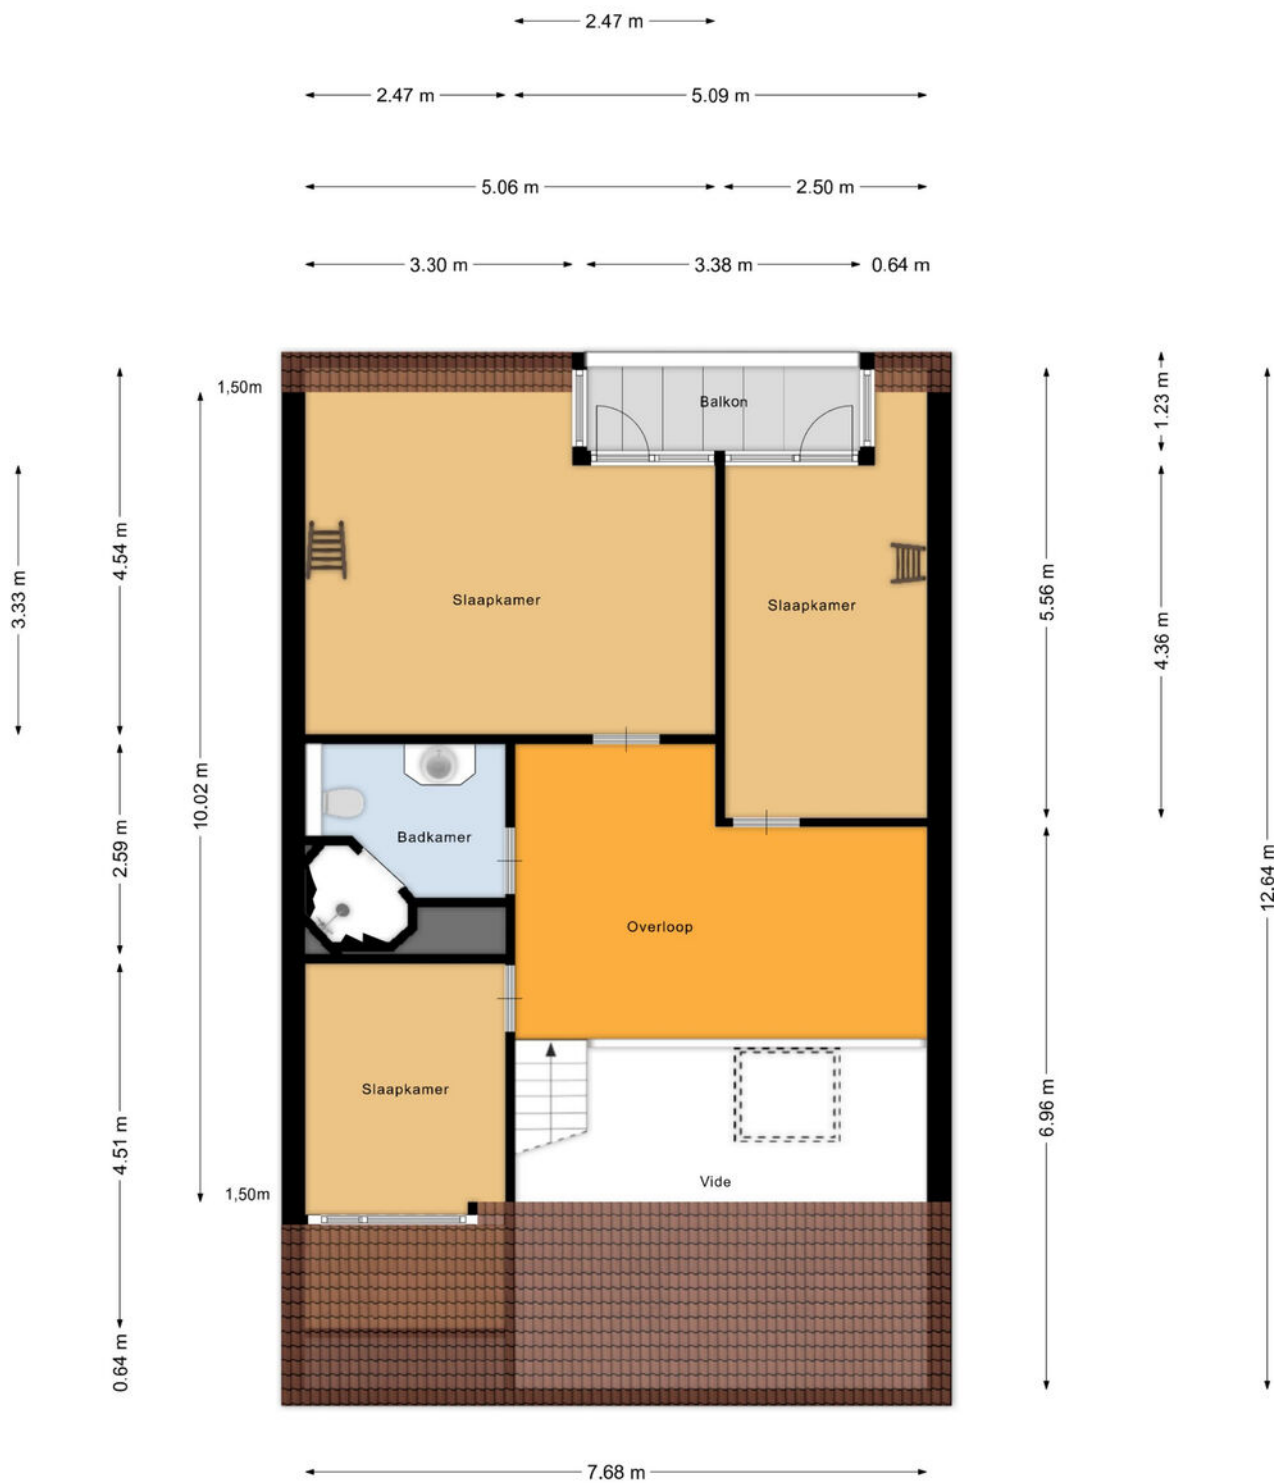 2.47 m
2.47 m
5.09 m
5.06 m
2.50 m
3.30 m
3.38 m
0.64 m
1,50m
Balkon
1.23 m
4.54 m
3.33 m
Slaapkamer
Slaapkamer
5.56 m
4.36 m
10.02 m
2.59 m
Badkamer
12.64 m
Overloop
Slaapkamer
4.51 m
6.96 m
1,50m
Vide
0.64 m
7.68 m